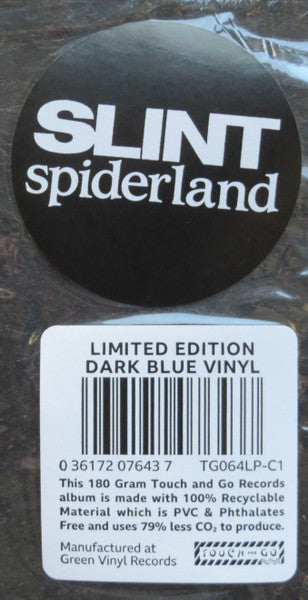 SLINT
spiderland
LIMITED EDITION
DARK BLUE VINYL
0 36172 07643 7 TG064LP-C1
This 180 Gram Touch and Go Records
album is made with 100% Recyclable
Material which is PVC & Phthalates
Free and uses 79% less CO₂ to produce.
Manufactured at
Green Vinyl Records
TOUCH AND GO